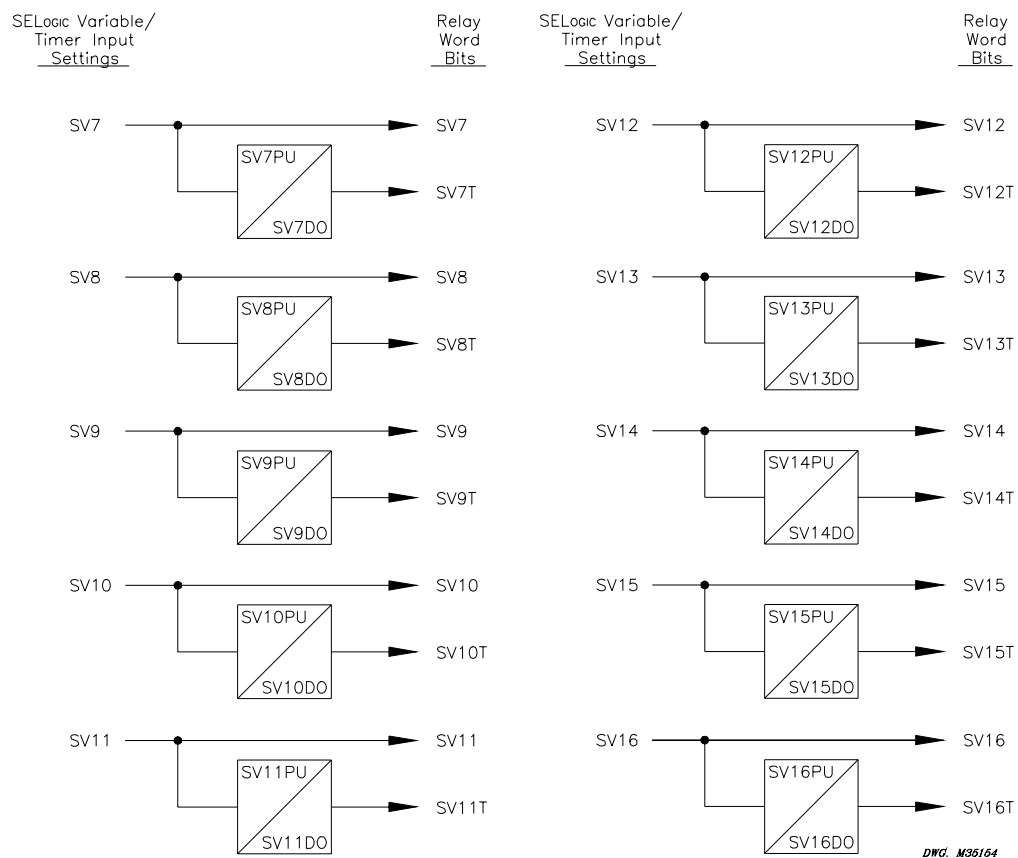 SELOGIC Variable/
Timer Input
Settings
Relay
Word
Bits
SV7
SV7
SV7PU
SV7T
SV7DO
SV8
SV8
SV8PU
SV8T
SV8DO
SV9
SV9
SV9PU
SV9T
SV9DO
SV10
SV10
SV10PU
SV10T
SV10DO
SV11
SV11
SV11PU
SV11T
SV11DO
SELOGIC Variable/
Timer Input
Settings
Relay
Word
Bits
SV12
SV12
SV12PU
SV12T
SV12DO
SV13
SV13
SV13PU
SV13T
SV13DO
SV14
SV14
SV14PU
SV14T
SV14DO
SV15
SV15
SV15PU
SV15T
SV15DO
SV16
SV16
SV16PU
SV16T
SV16DO
DWG. M35154